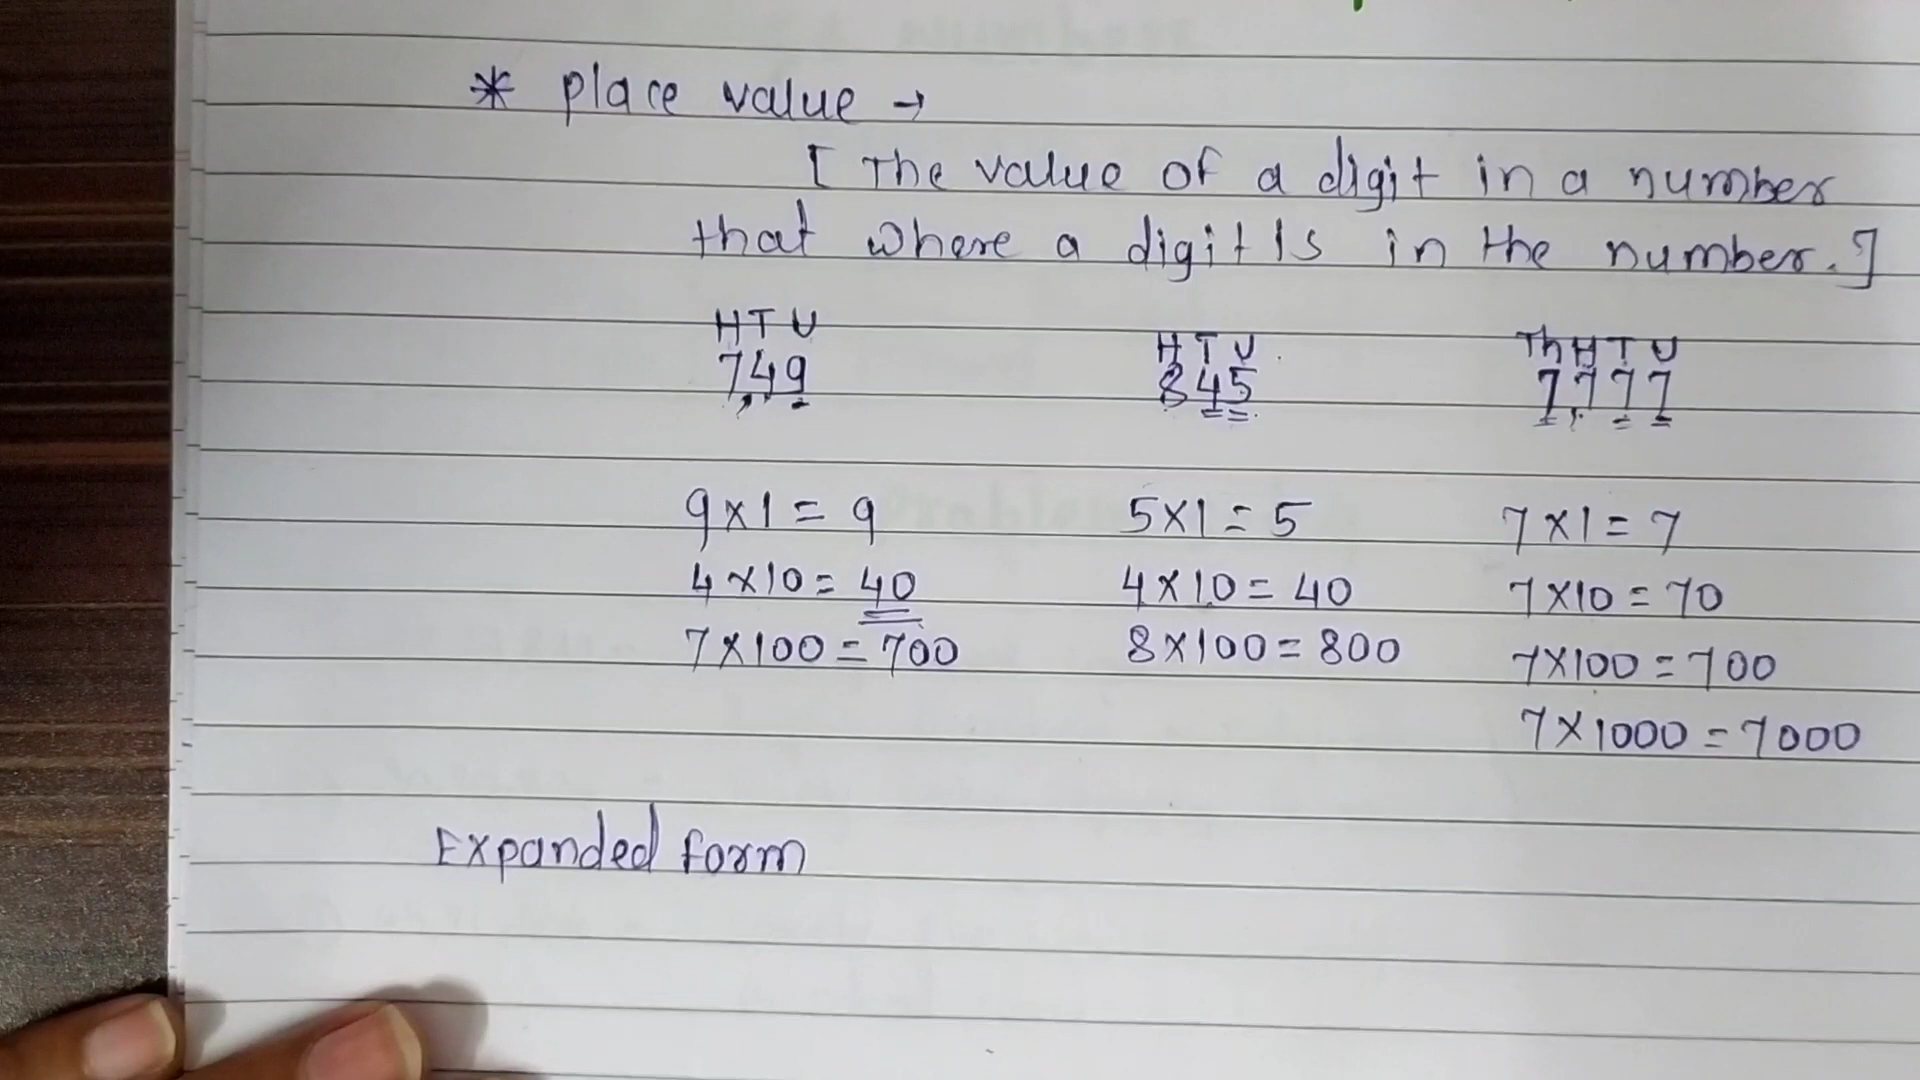 * place value →
[ The value of a digit in a number
that where a digit is in the number. ]
H T U
749
H T U
845
Th H T U
7777
9×1 = 9
4×10 = 40
7×100 = 700
5×1 = 5
4×10 = 40
8×100 = 800
7×1 = 7
7×10 = 70
7×100 = 700
7×1000 = 7000
Expanded form